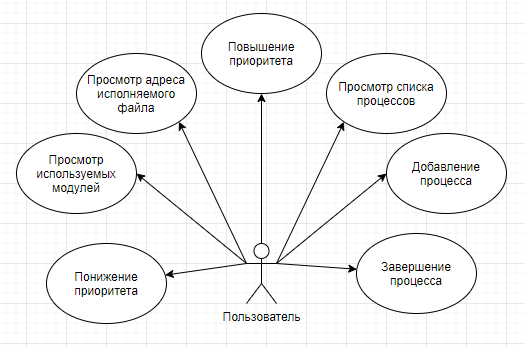 Повышение
приоритета
Просмотр адреса
исполняемого
файла
Просмотр списка
процессов
Просмотр
используемых
модулей
Добавление
процесса
Понижение
приоритета
Завершение
процесса
Пользователь